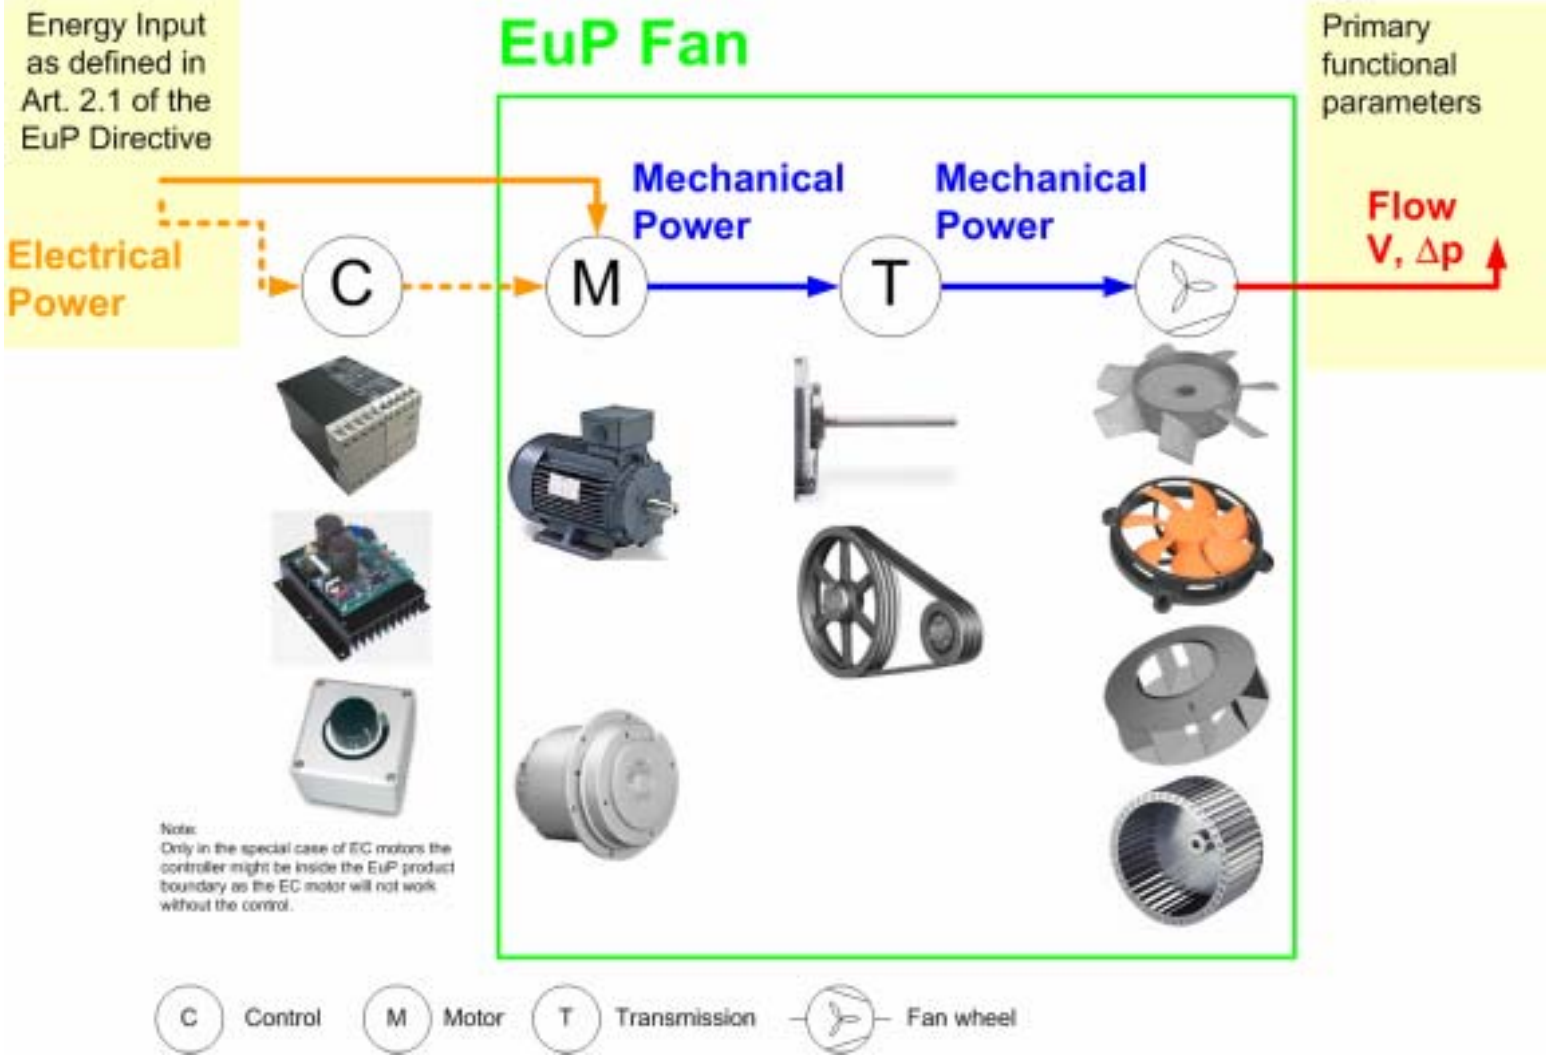 Energy Input
as defined in
Art. 2.1 of the
EuP Directive
EuP Fan
Primary
functional
parameters
Mechanical
Power
Mechanical
Power
Flow
V, Δp
Electrical
Power
C
M
T
Note:
Only in the special case of EC motors the
controller might be inside the EuP product
boundary as the EC motor will not work
without the control.
C Control
M Motor
T Transmission
Fan wheel